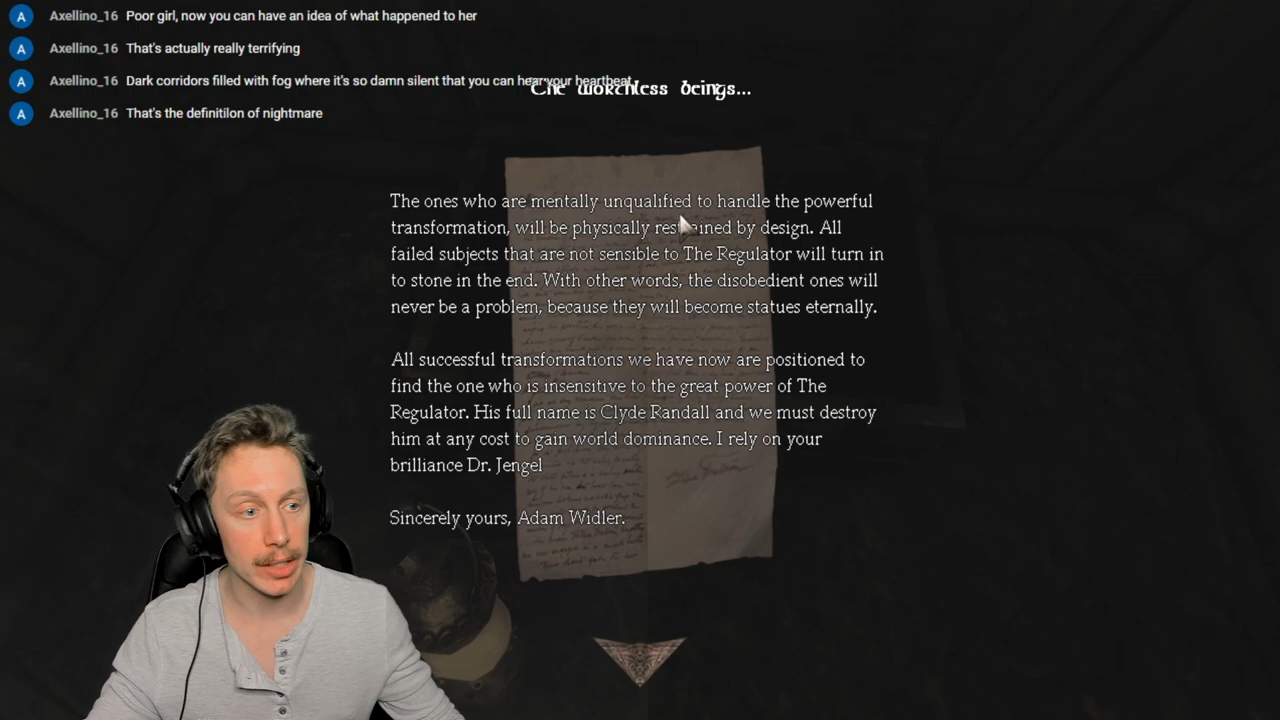 A Axellino_16 Poor girl, now you can have an idea of what happened to her
A Axellino_16 That's actually really terrifying
A Axellino_16 Dark corridors filled with fog where it's so damn silent that you can hear your heartbeat
A Axellino_16 That's the definitilon of nightmare
The worthless beings...
The ones who are mentally unqualified to handle the powerful
transformation, will be physically restrained by design. All
failed subjects that are not sensible to The Regulator will turn in
to stone in the end. With other words, the disobedient ones will
never be a problem, because they will become statues eternally.
All successful transformations we have now are positioned to
find the one who is insensitive to the great power of The
Regulator. His full name is Clyde Randall and we must destroy
him at any cost to gain world dominance. I rely on your
brilliance Dr. Jengel
Sincerely yours, Adam Widler.